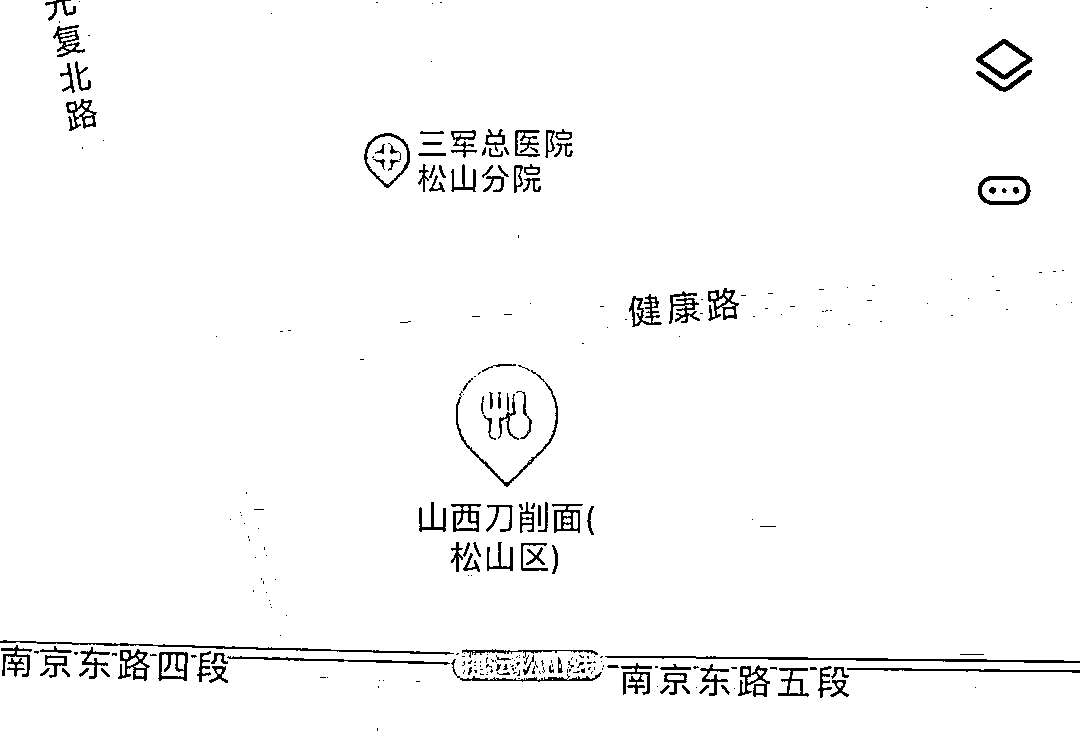 复北路
三军总医院
松山分院
健康路
山西刀削面(
松山区)
南京东路四段
捷运松山线
南京东路五段